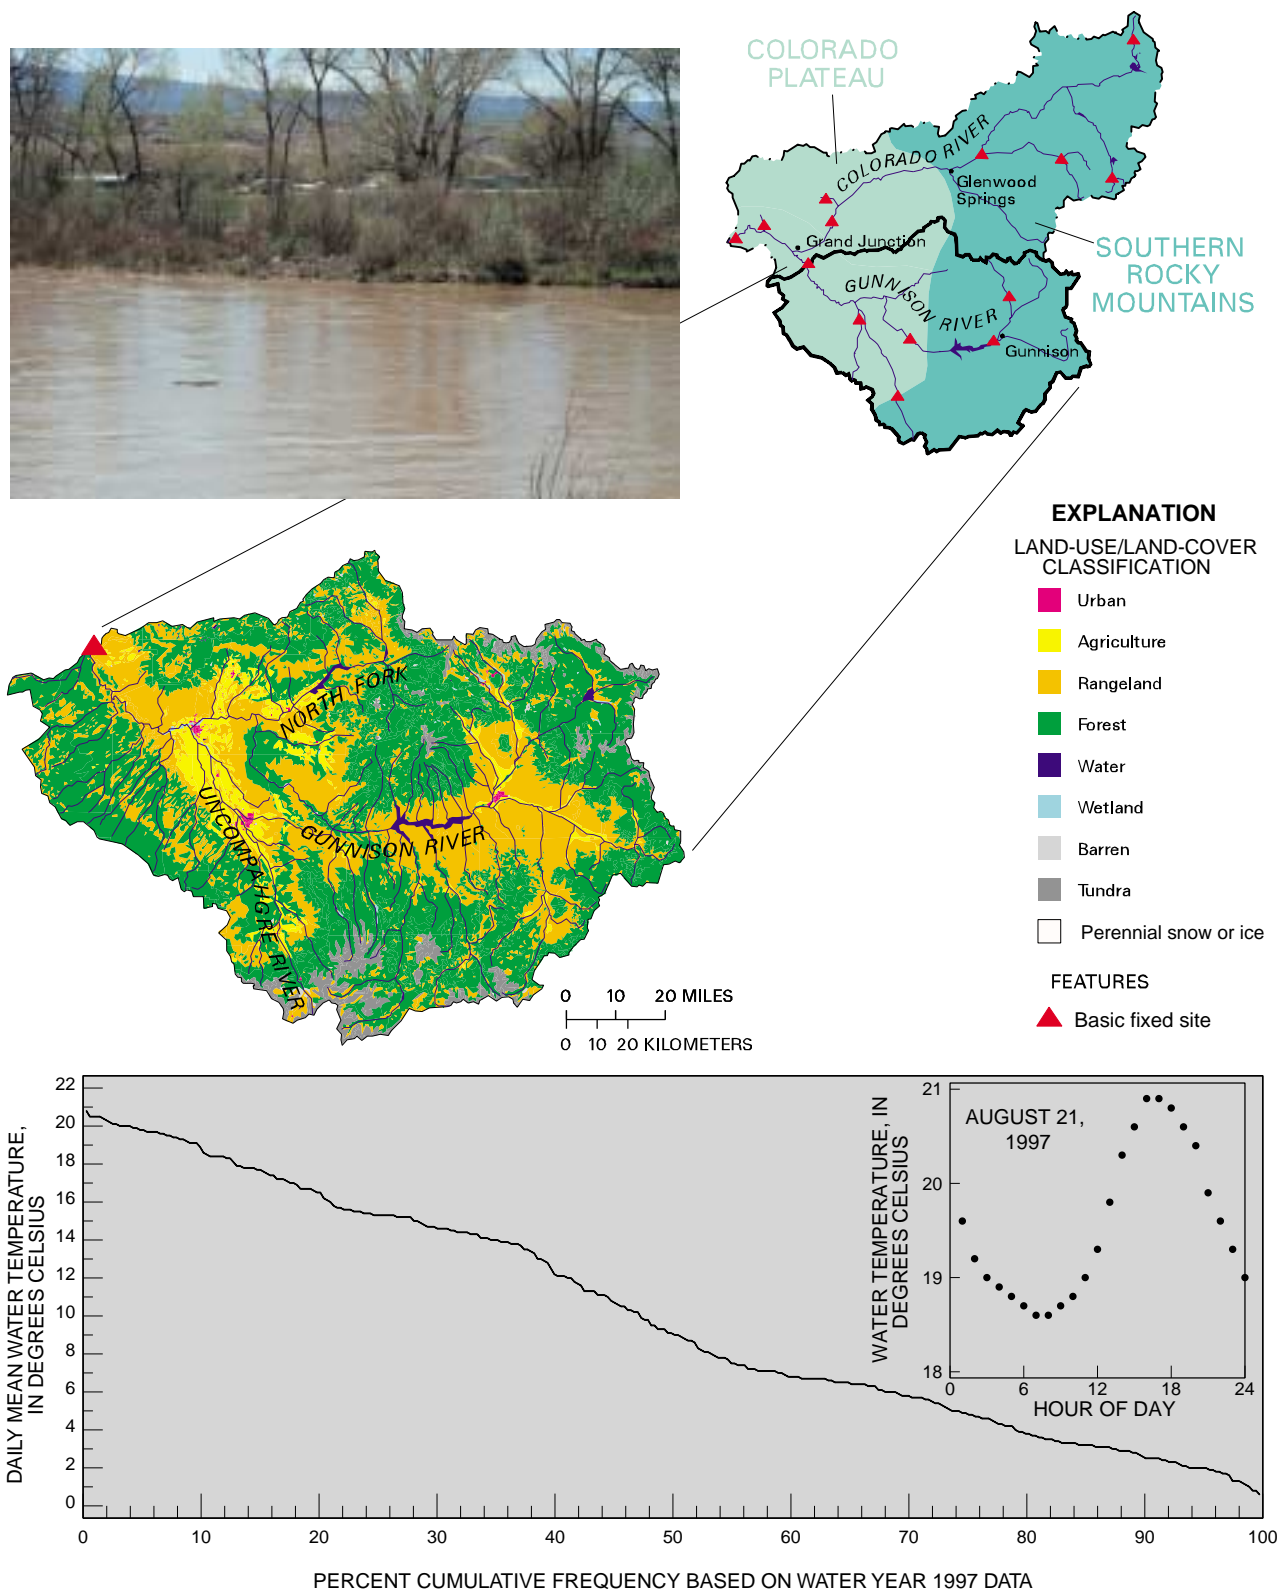 COLORADO
PLATEAU
COLORADO RIVER
Glenwood
Springs
Grand Junction
SOUTHERN
ROCKY
MOUNTAINS
GUNNISON RIVER
Gunnison
EXPLANATION
LAND-USE/LAND-COVER
CLASSIFICATION
Urban
Agriculture
Rangeland
Forest
Water
Wetland
Barren
Tundra
Perennial snow or ice
FEATURES
Basic fixed site
NORTH FORK
UNCOMPAHGRE RIVER
GUNNISON RIVER
0 10 20 MILES
0 10 20 KILOMETERS
DAILY MEAN WATER TEMPERATURE,
IN DEGREES CELSIUS
22
20
18
16
14
12
10
8
6
4
2
0
0 10 20 30 40 50 60 70 80 90 100
PERCENT CUMULATIVE FREQUENCY BASED ON WATER YEAR 1997 DATA
WATER TEMPERATURE, IN
DEGREES CELSIUS
21
20
19
18
AUGUST 21,
1997
0 6 12 18 24
HOUR OF DAY